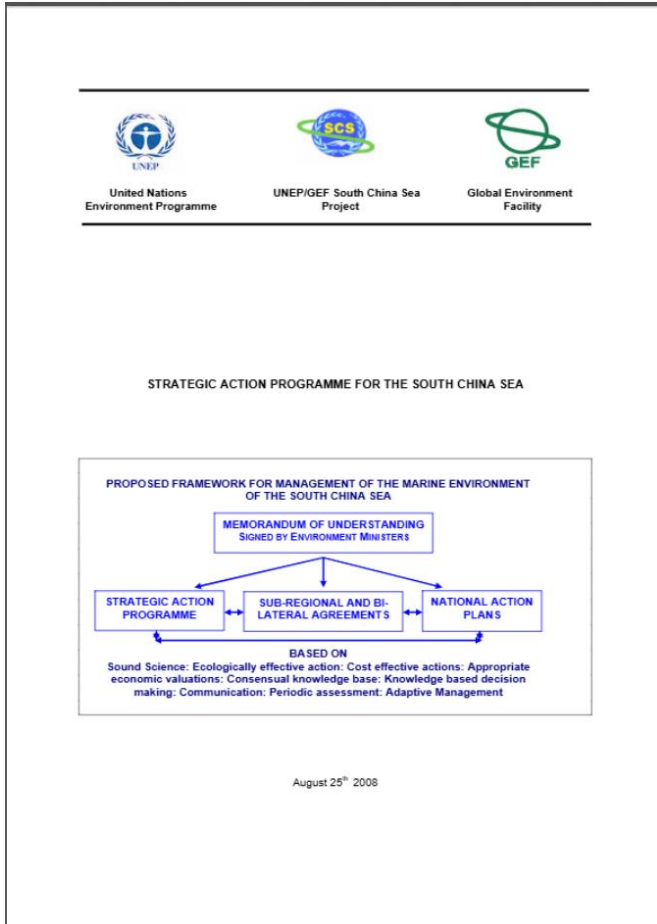 UNEP
SCS
GEF
United Nations
Environment Programme
UNEP/GEF South China Sea
Project
Global Environment
Facility
STRATEGIC ACTION PROGRAMME FOR THE SOUTH CHINA SEA
PROPOSED FRAMEWORK FOR MANAGEMENT OF THE MARINE ENVIRONMENT
OF THE SOUTH CHINA SEA
MEMORANDUM OF UNDERSTANDING
SIGNED BY ENVIRONMENT MINISTERS
STRATEGIC ACTION
PROGRAMME
SUB-REGIONAL AND BI-
LATERAL AGREEMENTS
NATIONAL ACTION
PLANS
BASED ON
Sound Science: Ecologically effective action: Cost effective actions: Appropriate
economic valuations: Consensual knowledge base: Knowledge based decision
making: Communication: Periodic assessment: Adaptive Management
August 25th 2008